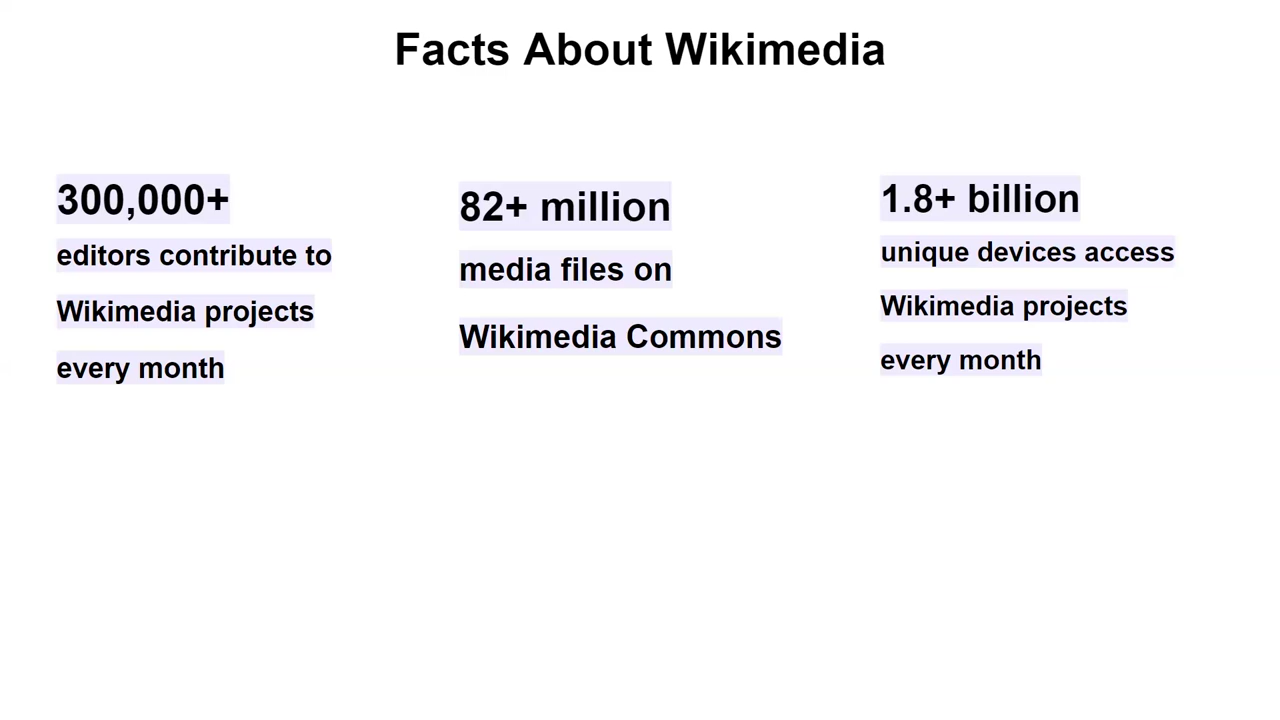 Facts About Wikimedia
300,000+
editors contribute to
Wikimedia projects
every month
82+ million
media files on
Wikimedia Commons
1.8+ billion
unique devices access
Wikimedia projects
every month